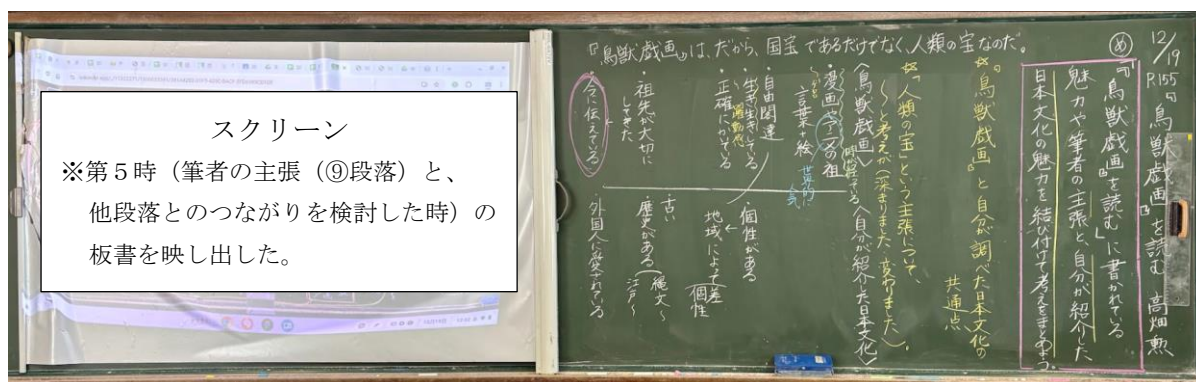 12/19
P.155〜
『鳥獣戯画』を読む 高畑勲
め
「『鳥獣戯画』を読む」に書かれている
魅力や筆者の主張と、自分が紹介した
日本文化の魅力を結び付けて考えをまとめよう
『鳥獣戯画』は、だから、国宝であるだけでなく、人類の宝なのだ。
☆『鳥獣戯画』と自分が調べた日本文化の
共通点
☆「人類の宝」という主張について、
〜と考えが(深まりました、変わりました)。
〈鳥獣戯画〉
〈自分が紹介した日本文化〉
・漫画やアニメの祖
言葉や絵
世界的
・自由闊達
・生き生きしている
・正確にかいている
・祖先が大切に
してきた
・今に伝えている
・個性がある
地域によって差
個性
・古い
・歴史がある
縄文〜
江戸〜
・外国人に愛されている
スクリーン
※第5時(筆者の主張(⑨段落)と、
他段落とのつながりを検討した時)の
板書を映し出した。